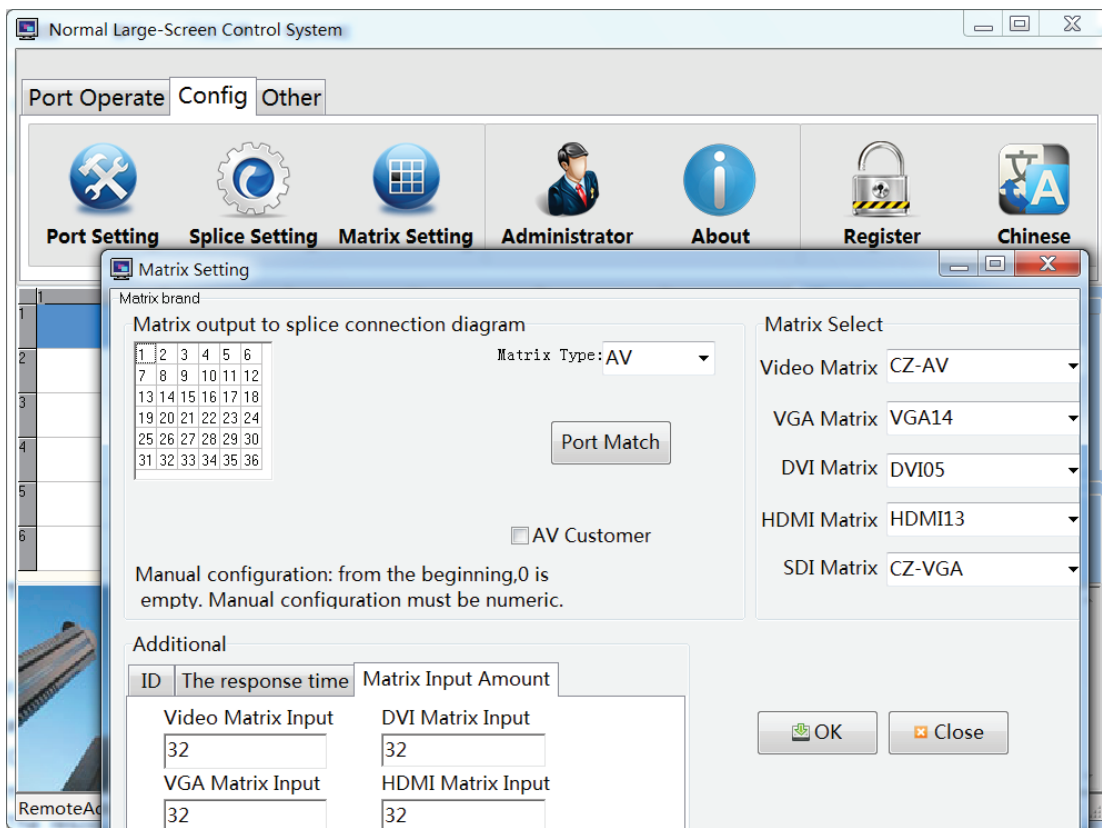 Normal Large-Screen Control System
Port Operate Config Other
Port Setting Splice Setting Matrix Setting Administrator About Register Chinese
文 A
Matrix Setting
1
1
2
3
4
5
6
Matrix brand
Matrix output to splice connection diagram
1 2 3 4 5 6
7 8 9 10 11 12
13 14 15 16 17 18
19 20 21 22 23 24
25 26 27 28 29 30
31 32 33 34 35 36
Matrix Type: AV
Port Match
AV Customer
Manual configuration: from the beginning,0 is
empty. Manual configuration must be numeric.
Matrix Select
Video Matrix CZ-AV
VGA Matrix VGA14
DVI Matrix DVI05
HDMI Matrix HDMI13
SDI Matrix CZ-VGA
Additional
ID The response time Matrix Input Amount
Video Matrix Input DVI Matrix Input
32 32
VGA Matrix Input HDMI Matrix Input
32 32
OK Close